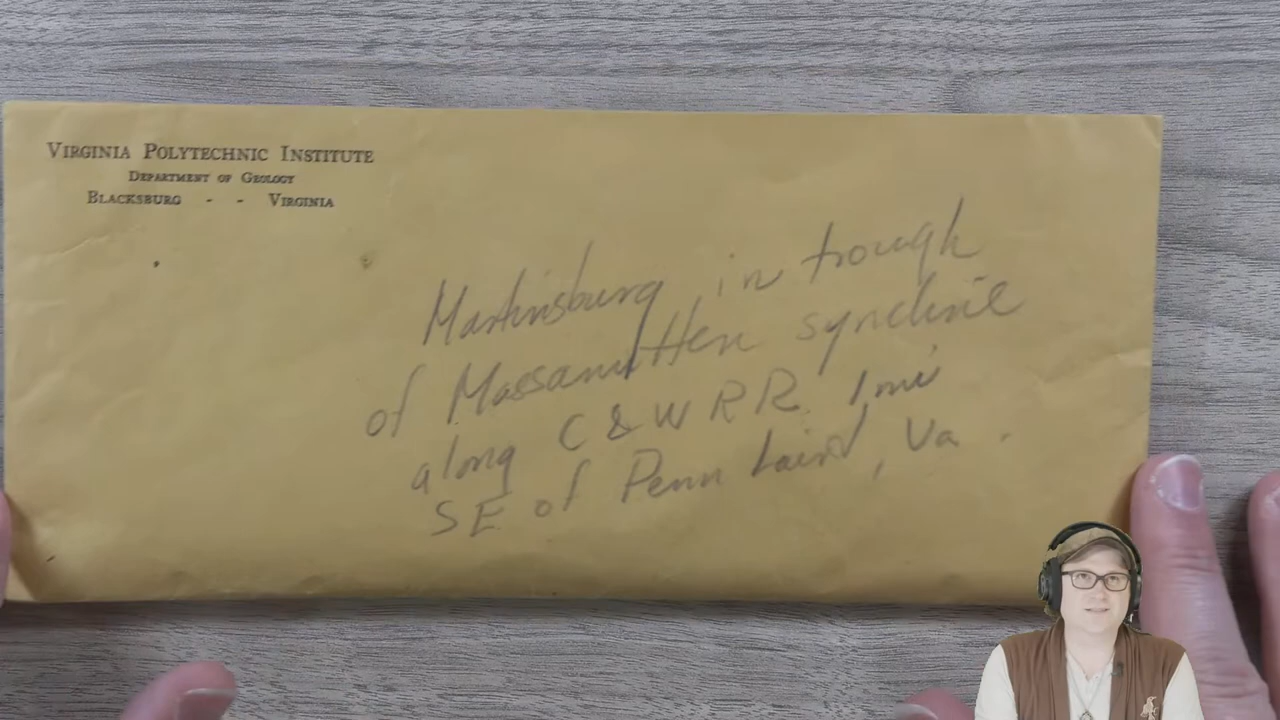 VIRGINIA POLYTECHNIC INSTITUTE
DEPARTMENT OF GEOLOGY
BLACKSBURG - - VIRGINIA
Martinsburg in trough
of Massanutten syncline
along C & W RR 1 mi
SE of Penn Laird, Va.